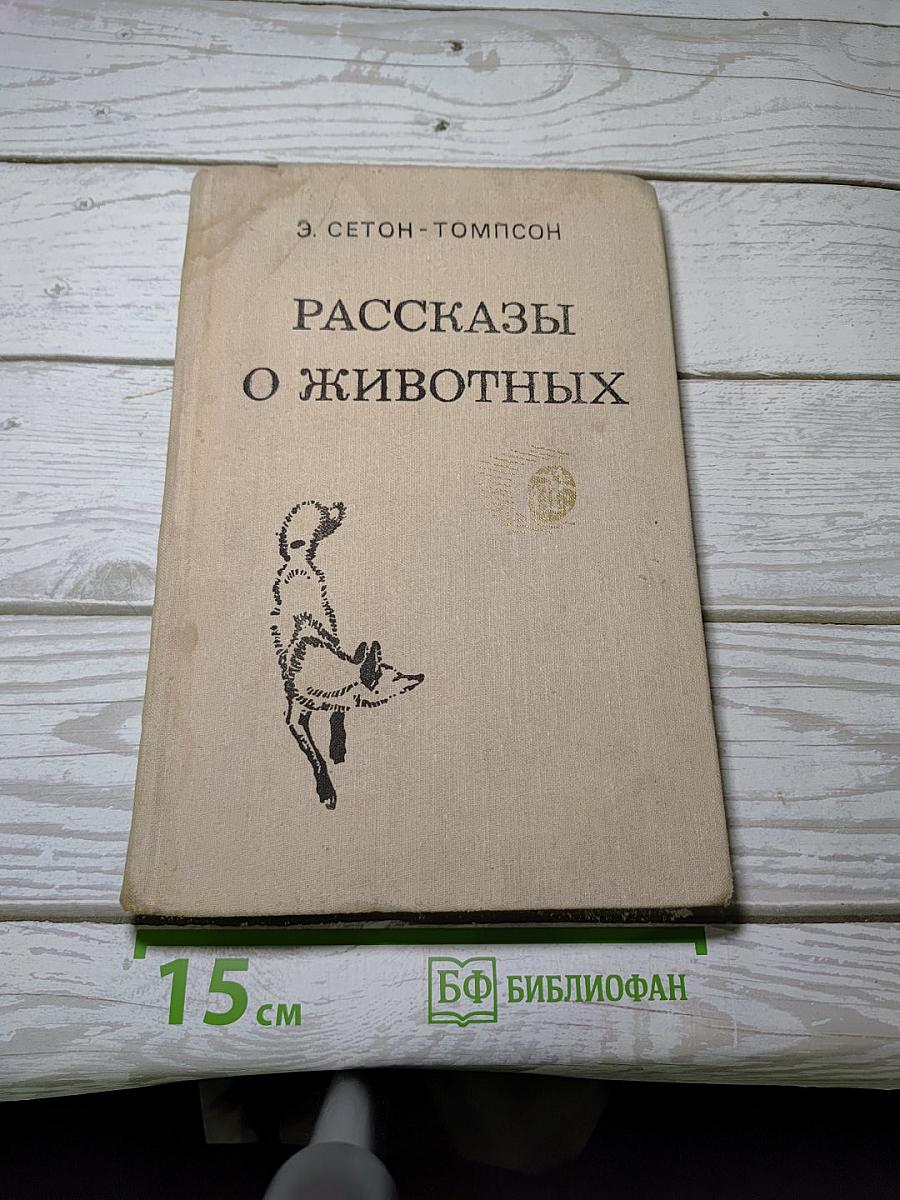 Э. СЕТОН-ТОМПСОН
РАССКАЗЫ
О ЖИВОТНЫХ
15 см
БФ БИБЛИОФАН